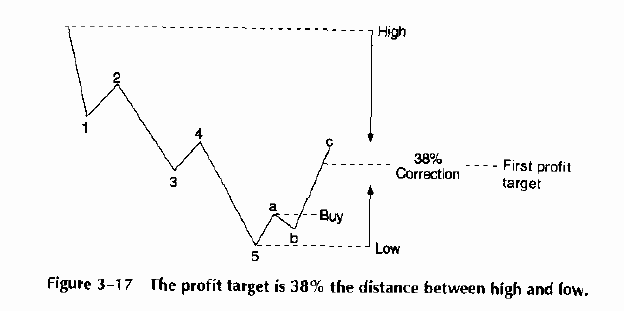 High
2
1
4
c
38%
Correction
First profit
target
3
a
Buy
b
5
Low
Figure 3–17 The profit target is 38% the distance between high and low.